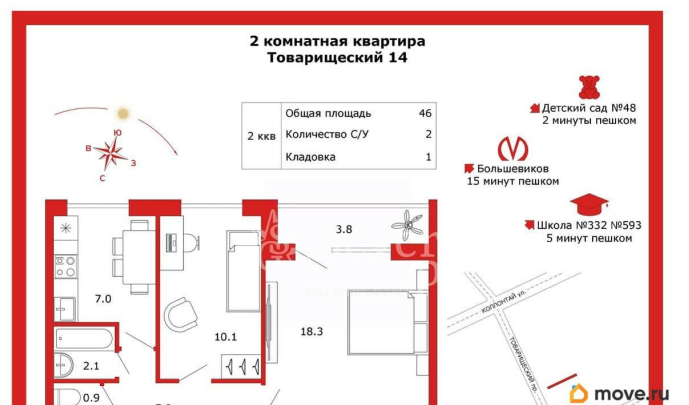 2 комнатная квартира
Товарищеский 14
Общая площадь 46
2 ккв Количество С/У 2
Кладовка 1
Детский сад №48
2 минуты пешком
Большевиков
15 минут пешком
Школа №332 №593
5 минут пешком
ю
в
з
с
3.8
7.0
10.1
18.3
2.1
0.9
КОЛЛОНТАЙ ул.
ТОВАРИЩЕСКИЙ пр.
move.ru